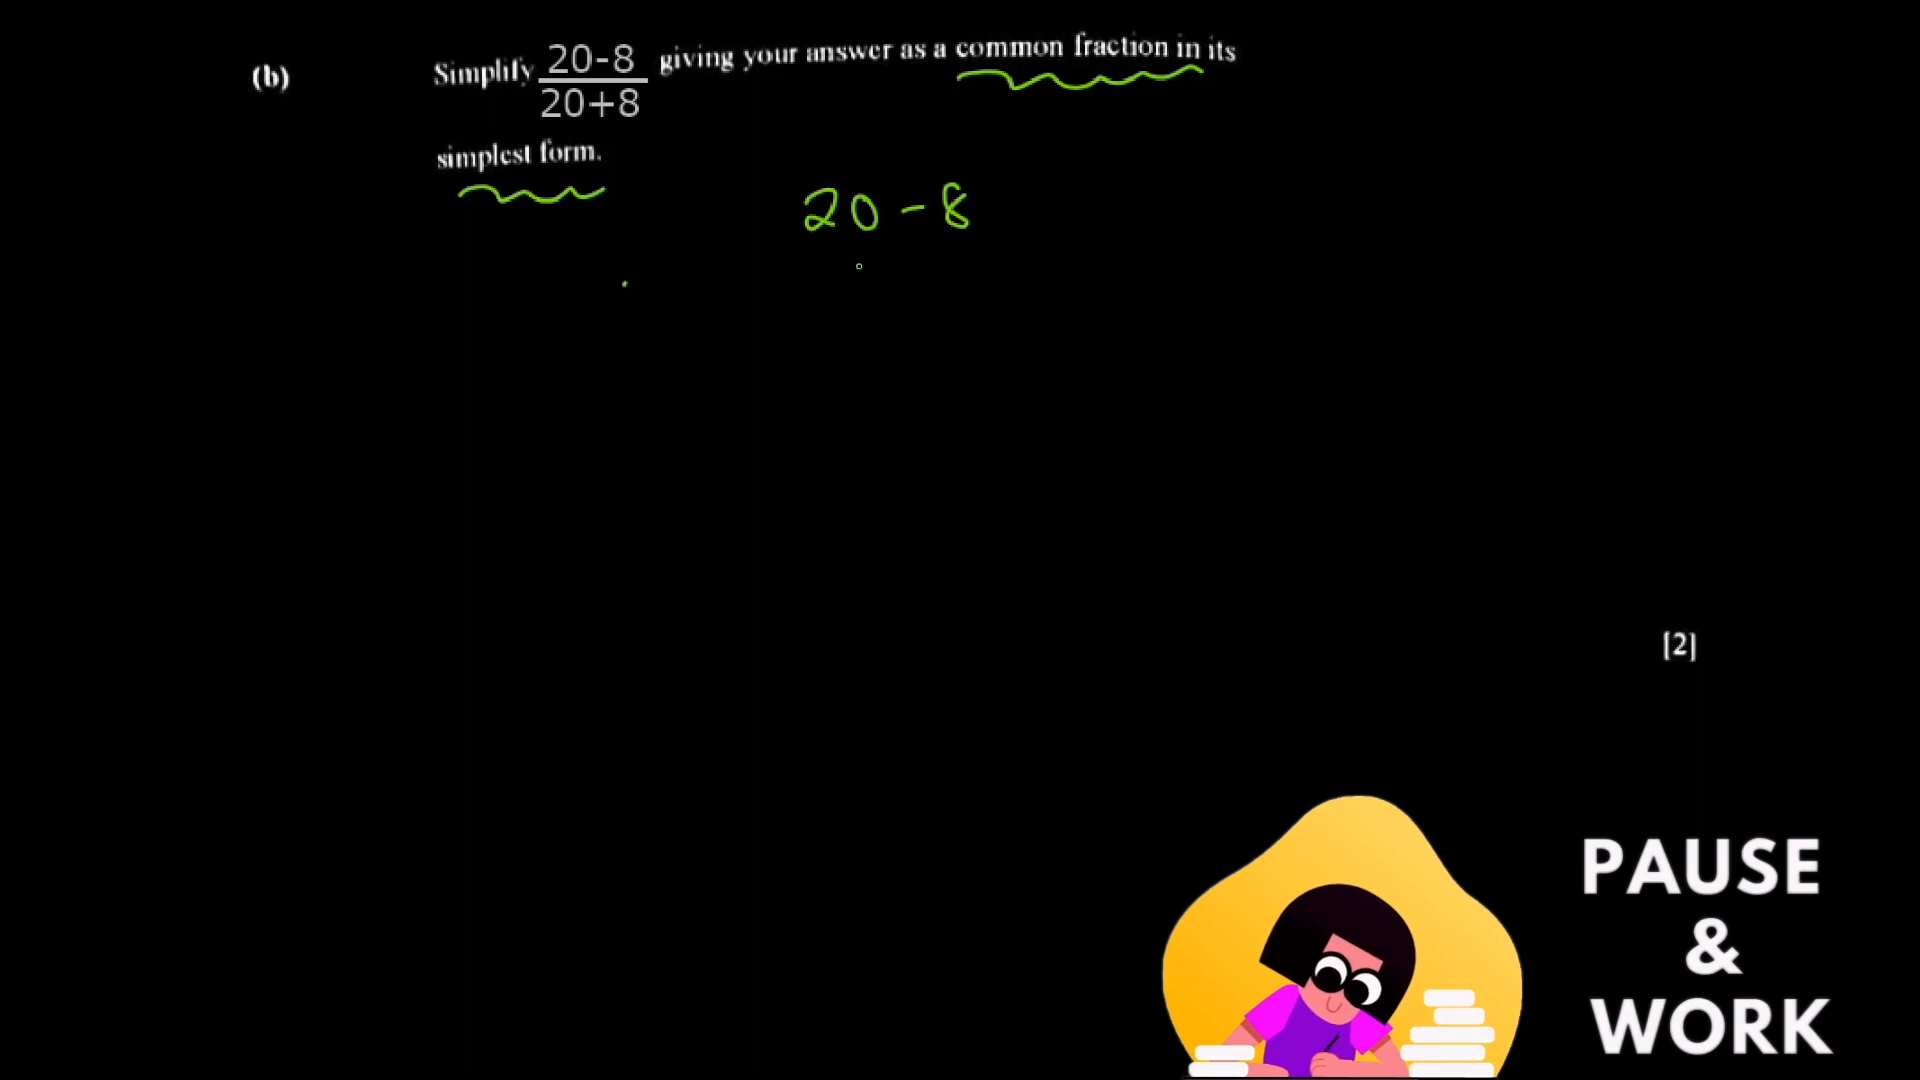 (b) Simplify 20-8 giving your answer as a common fraction in its
20+8
simplest form.
20 - 8
[2]
PAUSE
&
WORK